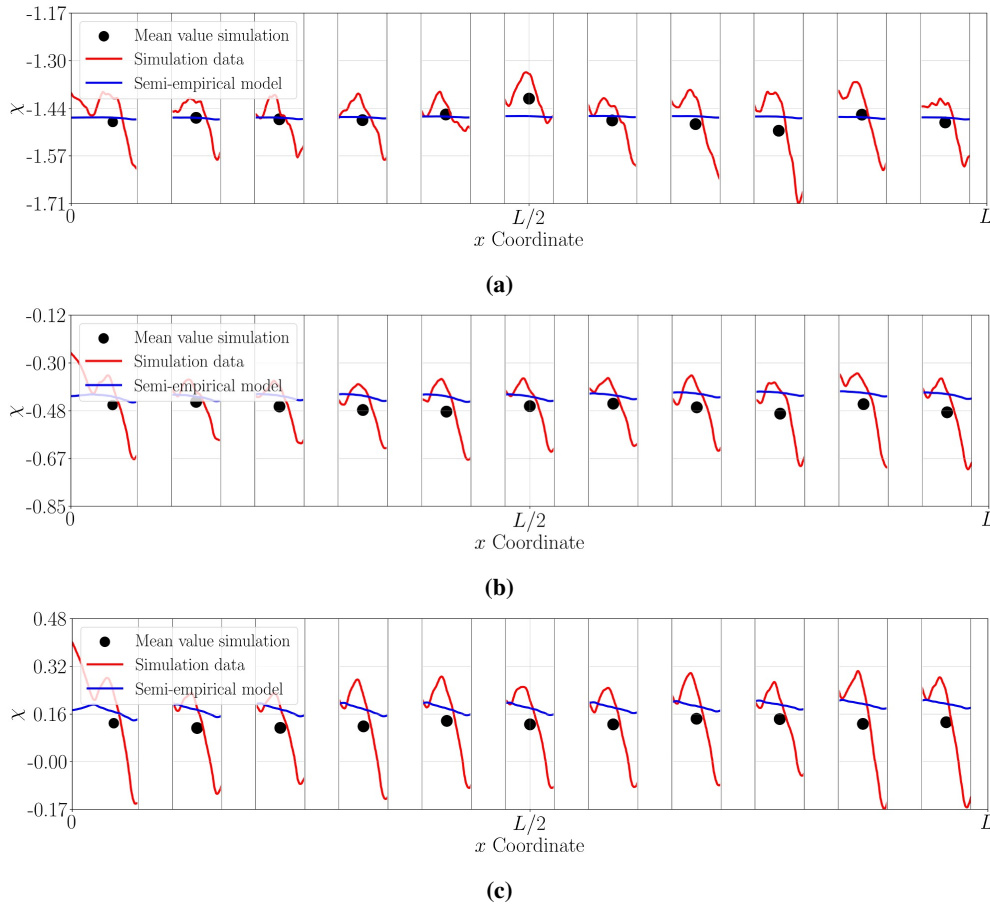 -1.17
-1.30
-1.44
-1.57
-1.71
χ
Mean value simulation
Simulation data
Semi-empirical model
0
L/2
L
x Coordinate
(a)
-0.12
-0.30
-0.48
-0.67
-0.85
χ
Mean value simulation
Simulation data
Semi-empirical model
0
L/2
L
x Coordinate
(b)
0.48
0.32
0.16
-0.00
-0.17
χ
Mean value simulation
Simulation data
Semi-empirical model
0
L/2
L
x Coordinate
(c)